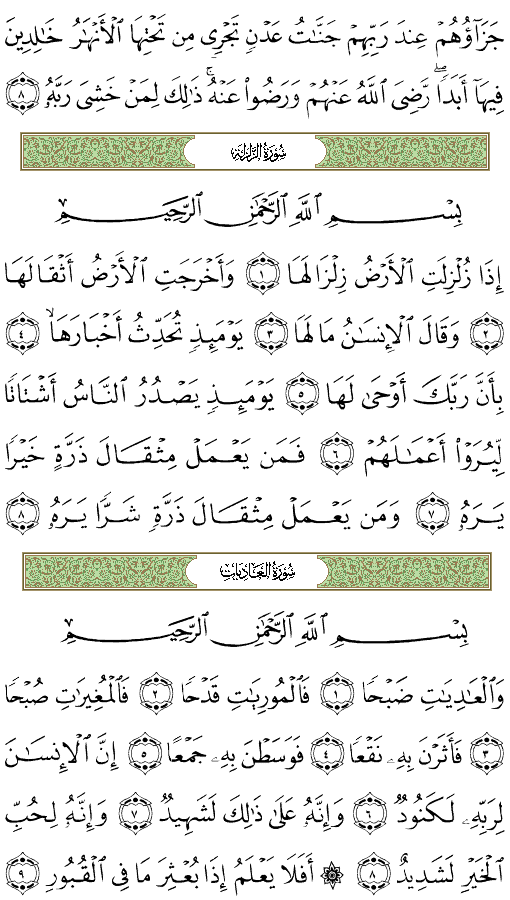 جَزَآؤُهُمْ عِندَ رَبِّهِمْ جَنَّٰتُ عَدْنٍ تَجْرِى مِن تَحْتِهَا ٱلْأَنْهَٰرُ خَٰلِدِينَ
فِيهَآ أَبَدًا ۖ رَّضِىَ ٱللَّهُ عَنْهُمْ وَرَضُوا۟ عَنْهُ ۚ ذَٰلِكَ لِمَنْ خَشِىَ رَبَّهُۥ ٨
سُورَةُ الزَّلْزَلَةِ
بِسْمِ ٱللَّهِ ٱلرَّحْمَٰنِ ٱلرَّحِيمِ
إِذَا زُلْزِلَتِ ٱلْأَرْضُ زِلْزَالَهَا ١ وَأَخْرَجَتِ ٱلْأَرْضُ أَثْقَالَهَا
٢ وَقَالَ ٱلْإِنسَٰنُ مَا لَهَا ٣ يَوْمَئِذٍ تُحَدِّثُ أَخْبَارَهَا ٤
بِأَنَّ رَبَّكَ أَوْحَىٰ لَهَا ٥ يَوْمَئِذٍ يَصْدُرُ ٱلنَّاسُ أَشْتَاتًا
لِّيُرَوْا۟ أَعْمَٰلَهُمْ ٦ فَمَن يَعْمَلْ مِثْقَالَ ذَرَّةٍ خَيْرًا
يَرَهُۥ ٧ وَمَن يَعْمَلْ مِثْقَالَ ذَرَّةٍ شَرًّا يَرَهُۥ ٨
سُورَةُ العَادِيَاتِ
بِسْمِ ٱللَّهِ ٱلرَّحْمَٰنِ ٱلرَّحِيمِ
وَٱلْعَٰدِيَٰتِ ضَبْحًا ١ فَٱلْمُورِيَٰتِ قَدْحًا ٢ فَٱلْمُغِيرَٰتِ صُبْحًا
٣ فَأَثَرْنَ بِهِۦ نَقْعًا ٤ فَوَسَطْنَ بِهِۦ جَمْعًا ٥ إِنَّ ٱلْإِنسَٰنَ
لِرَبِّهِۦ لَكَنُودٌ ٦ وَإِنَّهُۥ عَلَىٰ ذَٰلِكَ لَشَهِيدٌ ٧ وَإِنَّهُۥ لِحُبِّ
ٱلْخَيْرِ لَشَدِيدٌ ٨ ۞ أَفَلَا يَعْلَمُ إِذَا بُعْثِرَ مَا فِى ٱلْقُبُورِ ٩